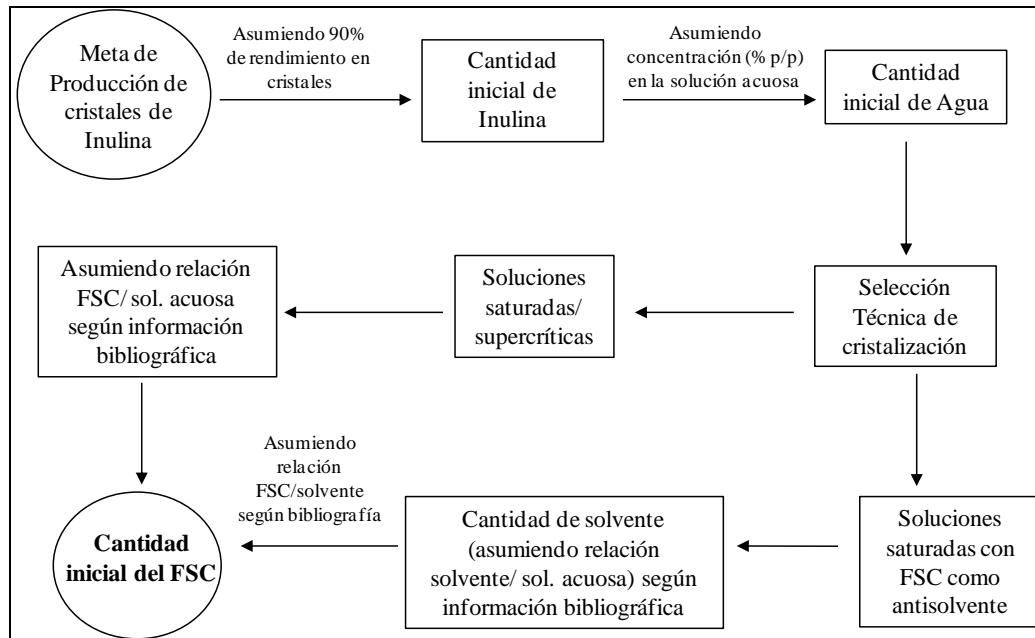 Meta de
Producción de
cristales de
Inulina
Asumiendo 90%
de rendimiento en
cristales
Cantidad
inicial de
Inulina
Asumiendo
concentración (% p/p)
en la solución acuosa
Cantidad
inicial de Agua
Selección
Técnica de
cristalización
Soluciones
saturadas/
supercríticas
Asumiendo relación
FSC/ sol. acuosa
según información
bibliográfica
Soluciones
saturadas con
FSC como
antisolvente
Cantidad de solvente
(asumiendo relación
solvente/ sol. acuosa) según
información bibliográfica
Asumiendo
relación
FSC/solvente
según bibliografía
Cantidad
inicial del FSC